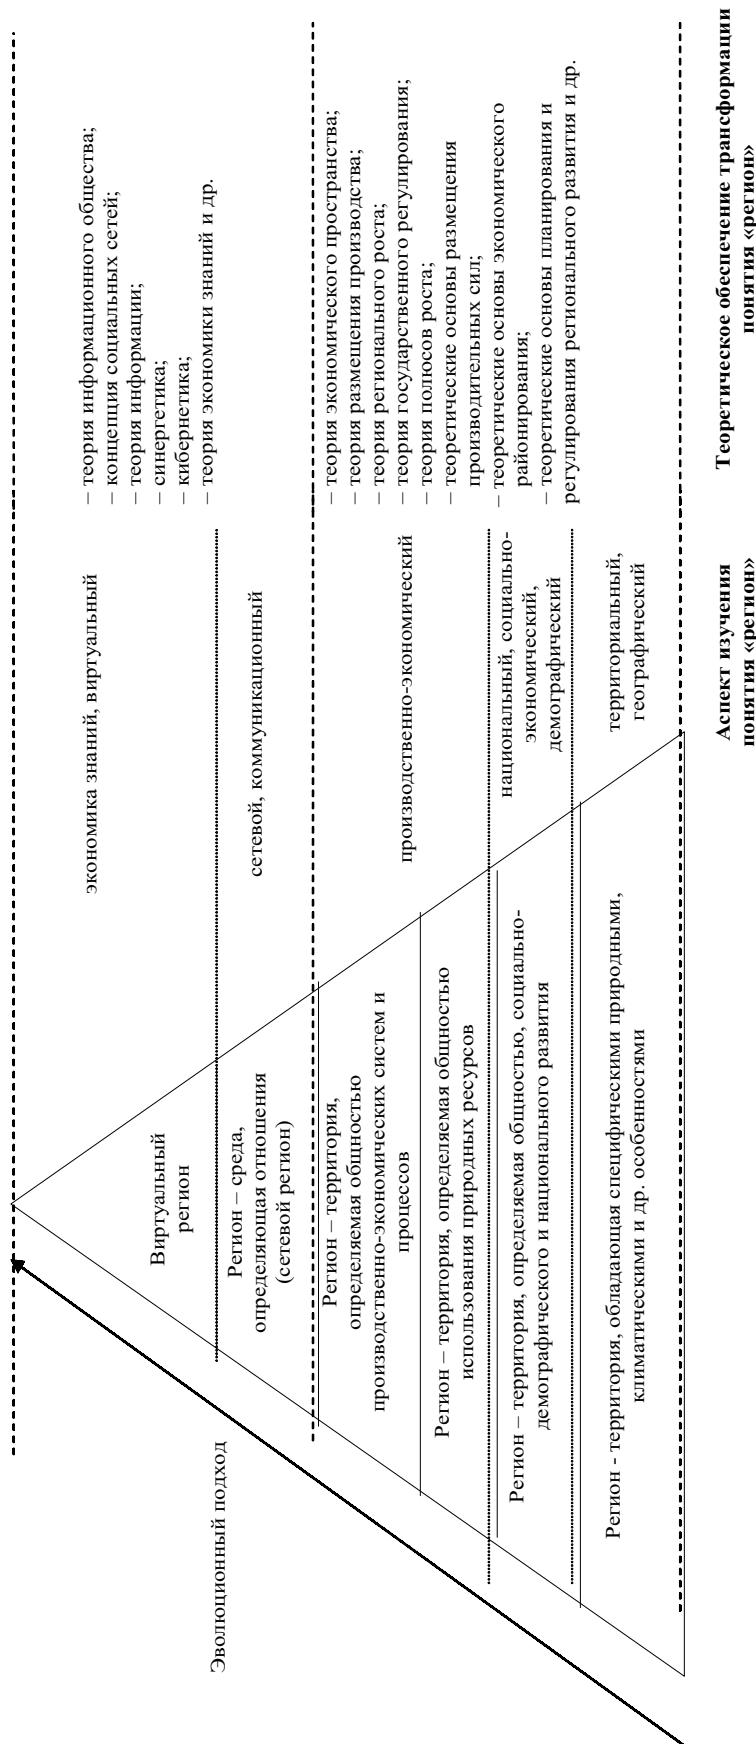 Эволюционный подход
Виртуальный
регион
Регион – среда,
определяющая отношения
(сетевой регион)
Регион – территория,
определяемая общностью
производственно-экономических систем и
процессов
Регион – территория, определяемая общностью
использования природных ресурсов
Регион – территория, определяемая общностью, социально-
демографического и национального развития
Регион - территория, обладающая специфическими природными,
климатическими и др. особенностями
экономика знаний, виртуальный
сетевой, коммуникационный
производственно-экономический
национальный, социально-
экономический,
демографический
территориальный,
географический
Аспект изучения
понятия «регион»
– теория информационного общества;
– концепция социальных сетей;
– теория информации;
– синергетика;
– кибернетика;
– теория экономики знаний и др.
– теория экономического пространства;
– теория размещения производства;
– теория регионального роста;
– теория государственного регулирования;
– теория полюсов роста;
– теоретические основы размещения
производительных сил;
– теоретические основы экономического
районирования;
– теоретические основы планирования и
регулирования регионального развития и др.
Теоретическое обеспечение трансформации
понятия «регион»